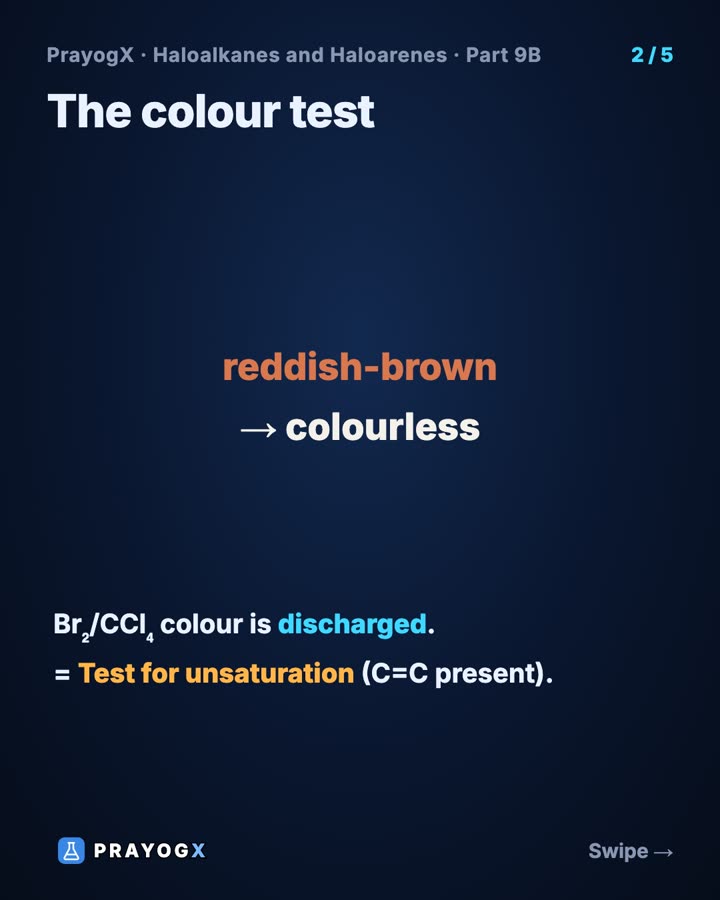 PrayogX · Haloalkanes and Haloarenes · Part 9B
2 / 5
The colour test
reddish-brown
→ colourless
Br₂/CCl₄ colour is discharged.
= Test for unsaturation (C=C present).
PRAYOGX
Swipe →